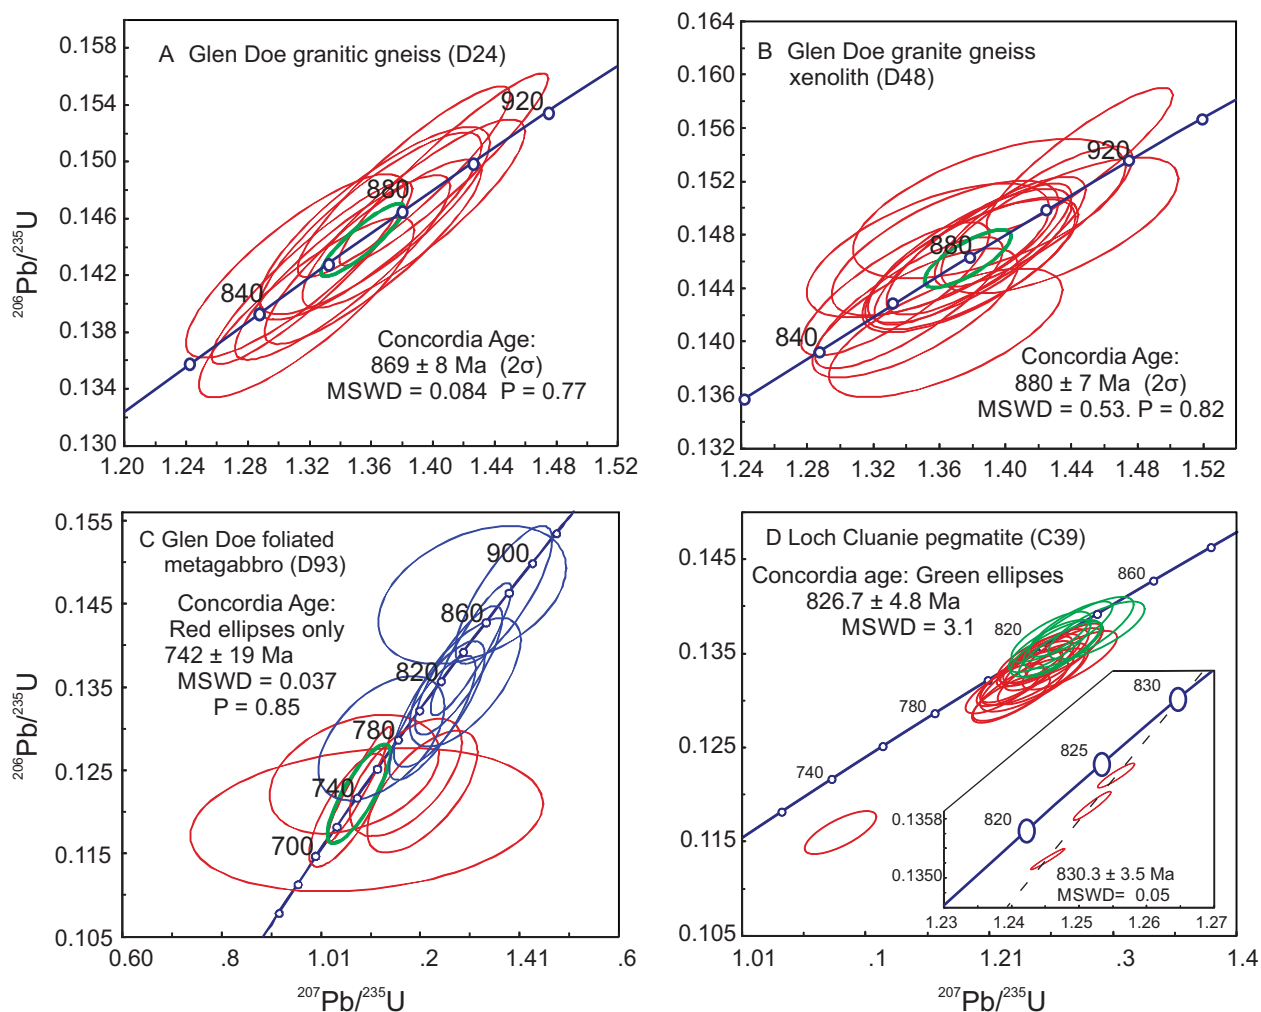 A Glen Doe granitic gneiss (D24)
0.158
0.154
0.150
0.146
0.142
0.138
0.134
0.130
920
880
840
Concordia Age:
869 ± 8 Ma (2σ)
MSWD = 0.084 P = 0.77
1.20 1.24 1.28 1.32 1.36 1.40 1.44 1.48 1.52
206Pb/235U
B Glen Doe granite gneiss
xenolith (D48)
0.164
0.160
0.156
0.152
0.148
0.144
0.140
0.136
0.132
920
880
840
Concordia Age:
880 ± 7 Ma (2σ)
MSWD = 0.53. P = 0.82
1.24 1.28 1.32 1.36 1.40 1.44 1.48 1.52
C Glen Doe foliated
metagabbro (D93)
Concordia Age:
Red ellipses only
742 ± 19 Ma
MSWD = 0.037
P = 0.85
0.155
0.145
0.135
0.125
0.115
0.105
900
860
820
780
740
700
0.60 .8 1.01 .2 1.41 .6
206Pb/235U
207Pb/235U
D Loch Cluanie pegmatite (C39)
Concordia age: Green ellipses
826.7 ± 4.8 Ma
MSWD = 3.1
0.145
0.135
0.125
0.115
0.105
860
820
780
740
830
825
820
0.1358
0.1350
830.3 ± 3.5 Ma
MSWD= 0.05
1.23 1.24 1.25 1.26 1.27
1.01 .1 1.21 .3 1.4
207Pb/235U